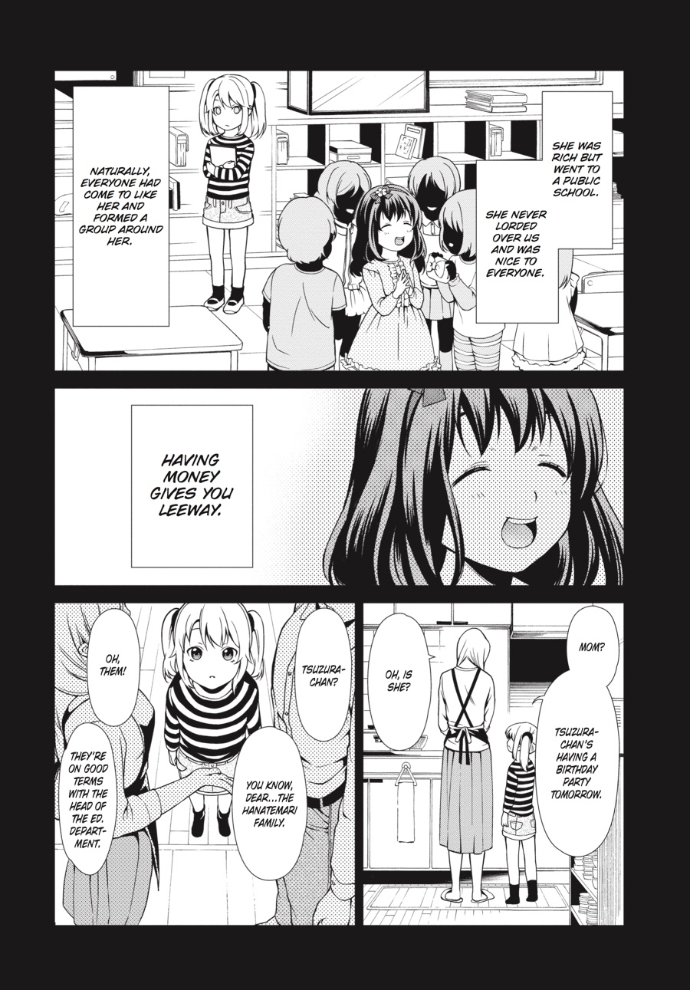 SHE WAS
RICH BUT
WENT TO
A PUBLIC
SCHOOL.
SHE NEVER
LORDED
OVER US
AND WAS
NICE TO
EVERYONE.
NATURALLY,
EVERYONE HAD
COME TO LIKE
HER AND
FORMED A
GROUP AROUND
HER.
HAVING
MONEY
GIVES YOU
LEEWAY.
MOM?
TSUZURA-
CHAN'S
HAVING A
BIRTHDAY
PARTY
TOMORROW.
OH, IS
SHE?
TSUZURA-
CHAN?
YOU KNOW,
DEAR...THE
HANATEMARI
FAMILY.
OH,
THEM!
THEY'RE
ON GOOD
TERMS
WITH THE
HEAD OF
THE ED.
DEPART-
MENT.